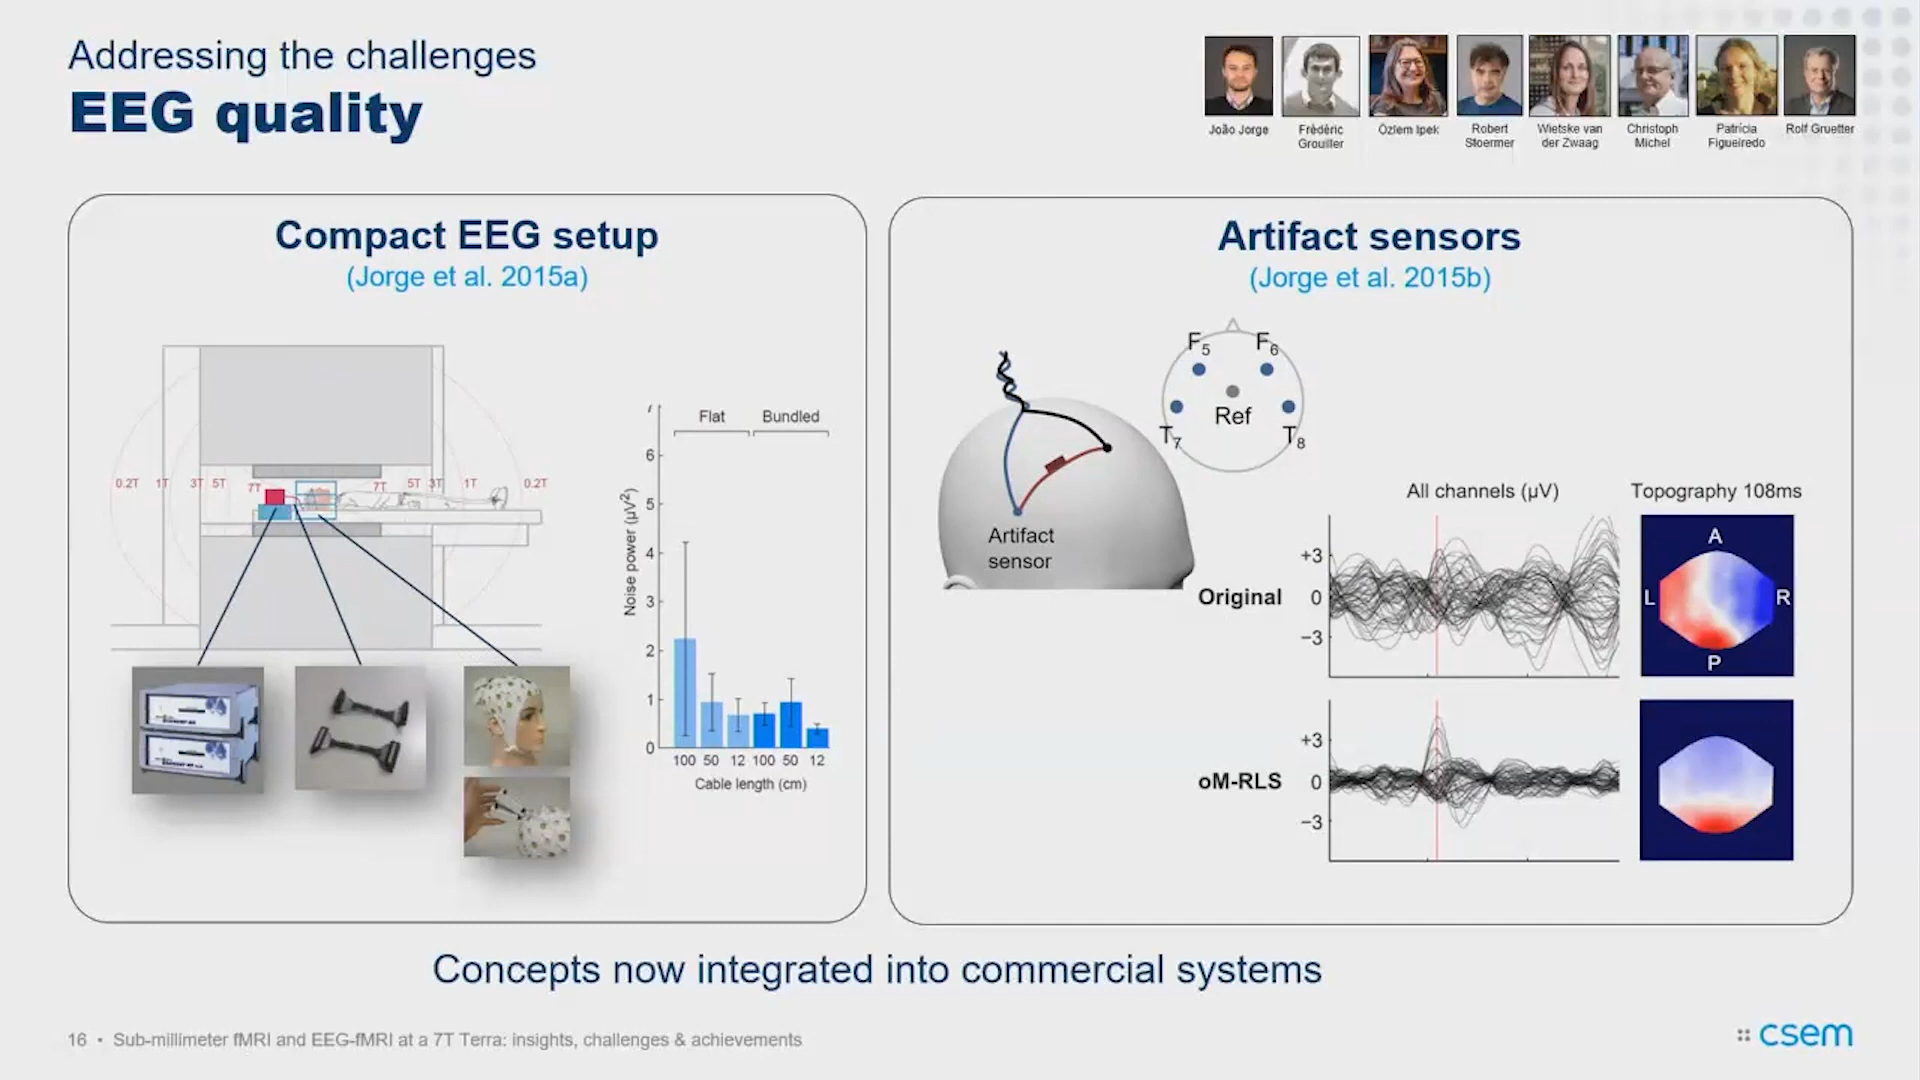 Addressing the challenges
EEG quality
João Jorge
Frèdèric
Grouiller
Özlem Ipek
Robert
Stoermer
Wietske van
der Zwaag
Christoph
Michel
Patrícia
Figueiredo
Rolf Gruetter
Compact EEG setup
(Jorge et al. 2015a)
0.2T 1T 3T 5T 7T 7T 5T 3T 1T 0.2T
Flat Bundled
7
6
5
4
3
2
1
0
Noise power (µV²)
100 50 12 100 50 12
Cable length (cm)
Artifact sensors
(Jorge et al. 2015b)
F5 F6
Ref
T7 T8
Artifact
sensor
All channels (µV) Topography 108ms
Original
+3
0
−3
A
L R
P
oM-RLS
+3
0
−3
Concepts now integrated into commercial systems
16 • Sub-millimeter fMRI and EEG-fMRI at a 7T Terra: insights, challenges & achievements
csem